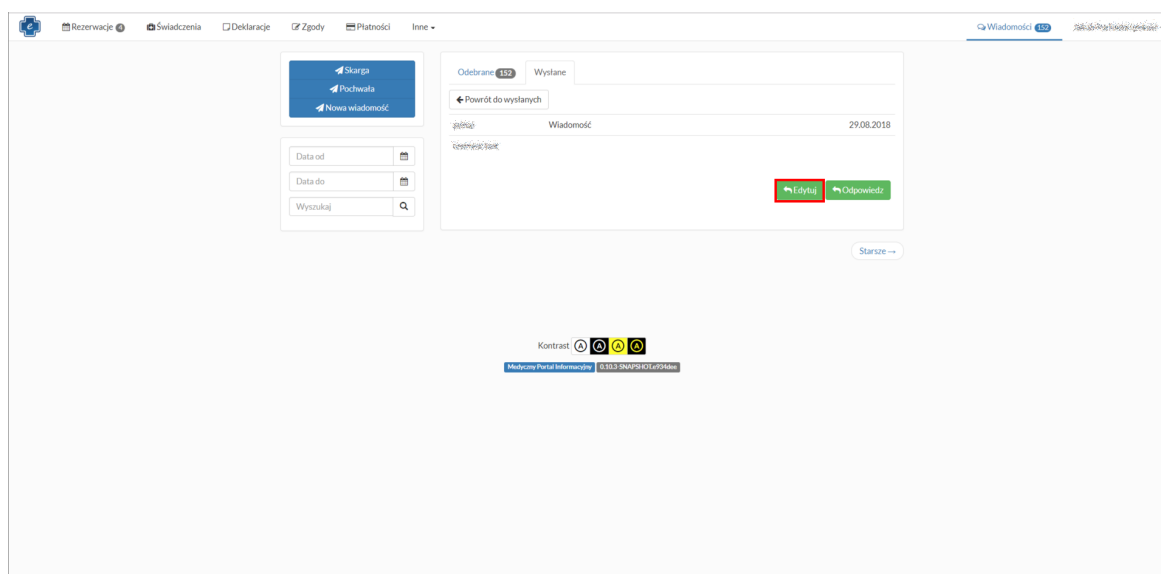 e Rezerwacje 4 Świadczenia Deklaracje Zgody Płatności Inne Wiadomości 152
Skarga
Pochwała
Nowa wiadomość
Data od
Data do
Wyszukaj
Odebrane 152 Wysłane
Powrót do wysłanych
Wiadomość 29.08.2018
Edytuj Odpowiedz
Starsze →
Kontrast A A A A
Medyczny Portal Informacyjny 0.10.3-SNAPSHOT.e934dee